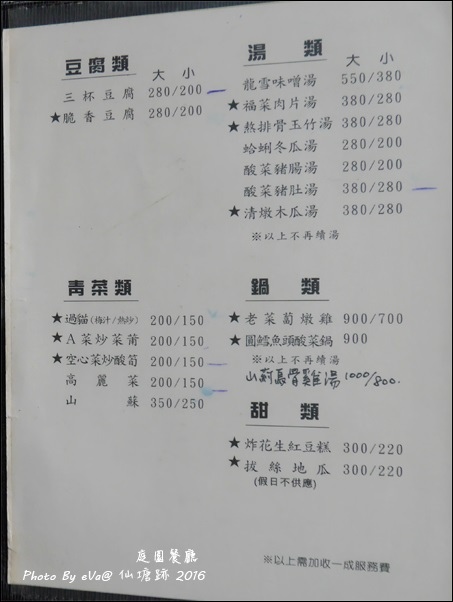 豆腐類
大 小
三杯豆腐 280/200
★脆香豆腐 280/200
湯類
大 小
龍雪味噌湯 550/380
★福菜肉片湯 380/280
★熬排骨玉竹湯 380/280
蛤蜊冬瓜湯 280/200
酸菜豬腸湯 280/200
酸菜豬肚湯 380/280
★清燉木瓜湯 380/280
※以上不再續湯
青菜類
★過貓(梅汁/熱炒) 200/150
★A菜炒菜莆 200/150
★空心菜炒酸筍 200/150
高麗菜 200/150
山蘇 350/250
鍋類
★老菜蔔燉雞 900/700
★圓鱈魚頭酸菜鍋 900
※以上不再續湯
山藥烏骨雞湯 1000/800.
甜類
★炸花生紅豆糕 300/220
★拔絲地瓜 300/220
(假日不供應)
※以上需加收一成服務費
庭園餐廳
Photo By eVa@ 仙塘跡 2016